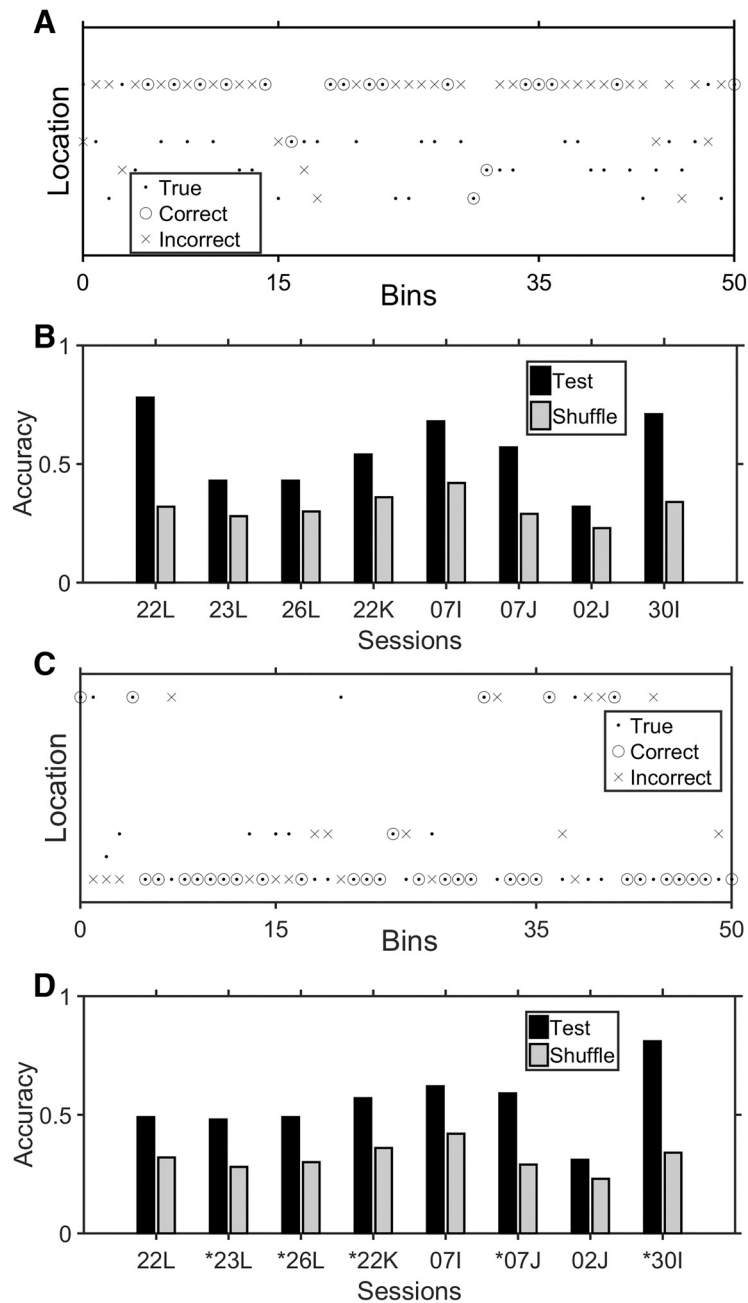 A
Location
True
Correct
Incorrect
0 15 35 50
Bins
B
1
0.5
0
Accuracy
Test
Shuffle
22L 23L 26L 22K 07I 07J 02J 30I
Sessions
C
Location
True
Correct
Incorrect
0 15 35 50
Bins
D
1
0.5
0
Accuracy
Test
Shuffle
22L *23L *26L *22K 07I *07J 02J *30I
Sessions